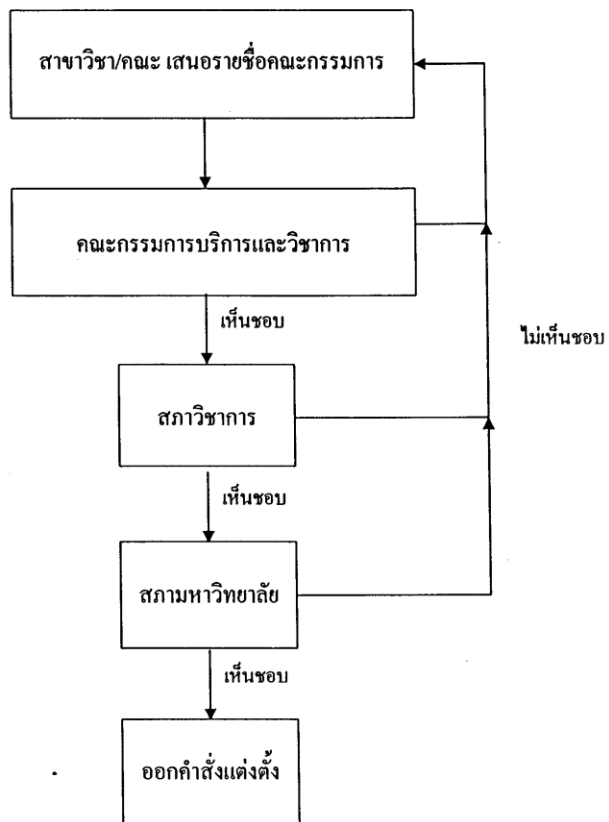 สาขาวิชา/คณะ เสนอรายชื่อคณะกรรมการ
คณะกรรมการบริการและวิชาการ
เห็นชอบ
ไม่เห็นชอบ
สภาวิชาการ
เห็นชอบ
สภามหาวิทยาลัย
เห็นชอบ
ออกคำสั่งแต่งตั้ง